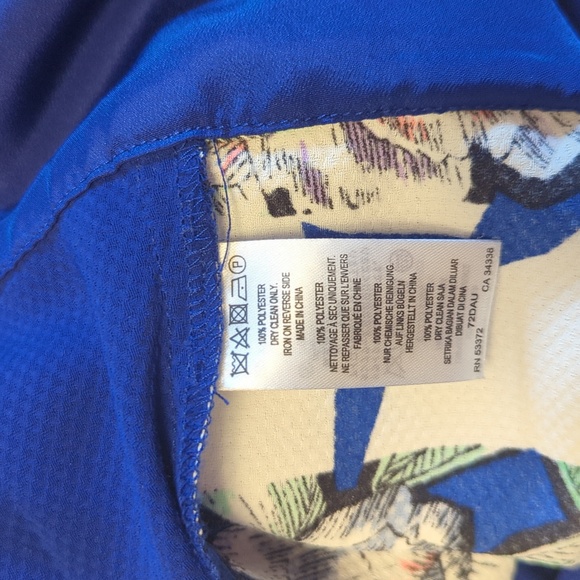 100% POLYESTER
DRY CLEAN ONLY.
IRON ON REVERSE SIDE
MADE IN CHINA
100% POLYESTER
NETTOYAGE À SEC UNIQUEMENT.
NE REPASSER QUE SUR L'ENVERS
FABRIQUÉ EN CHINE
100% POLYESTER
NUR CHEMISCHE REINIGUNG
AUF LINKS BÜGELN
HERGESTELLT IN CHINA
100% POLYESTER
DRY CLEAN SAJA
SETRIKA BAGIAN DALAM DILUAR
DIBUAT DI CINA
72DAU
RN 53372 CA 34338